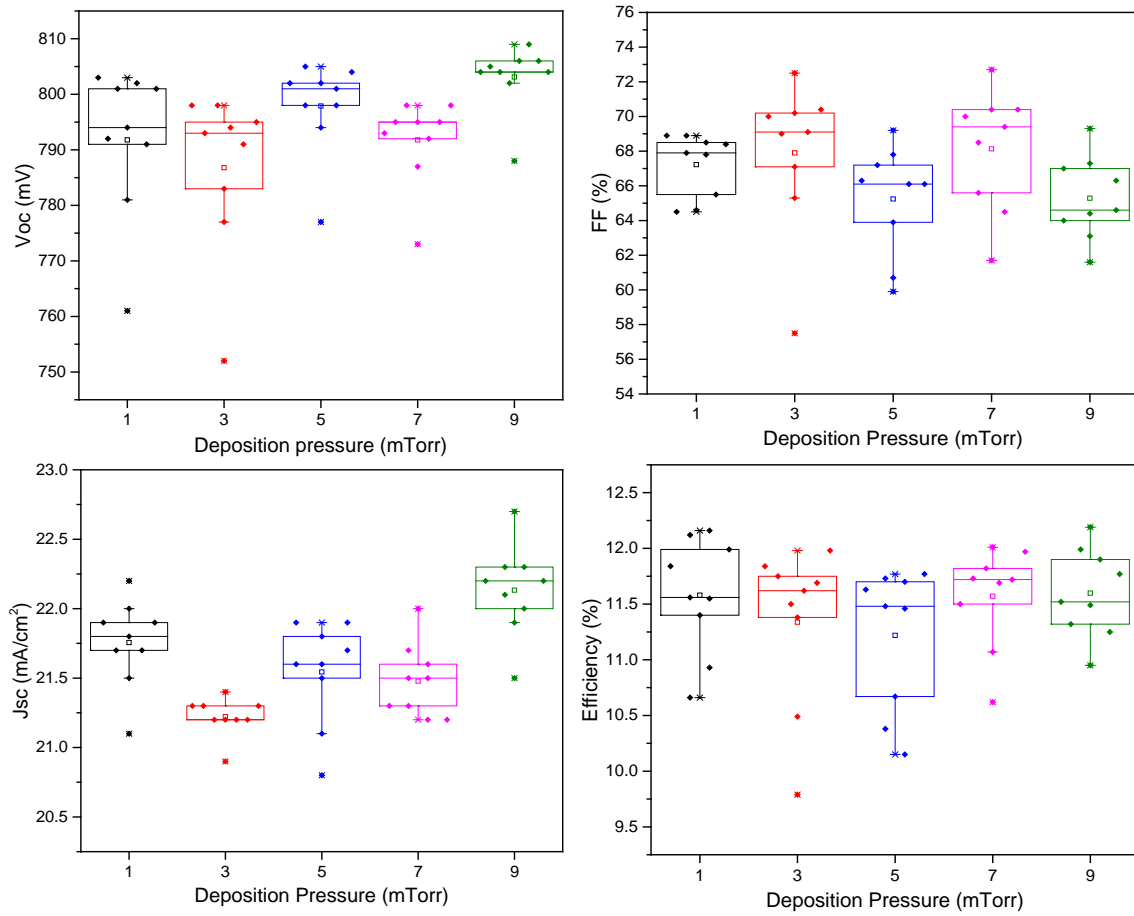 810
800
790
780
770
760
750
Voc (mV)
1 3 5 7 9
Deposition pressure (mTorr)
76
74
72
70
68
66
64
62
60
58
56
54
FF (%)
1 3 5 7 9
Deposition Pressure (mTorr)
23.0
22.5
22.0
21.5
21.0
20.5
Jsc (mA/cm²)
1 3 5 7 9
Deposition Pressure (mTorr)
12.5
12.0
11.5
11.0
10.5
10.0
9.5
Efficiency (%)
1 3 5 7 9
Deposition Pressure (mTorr)